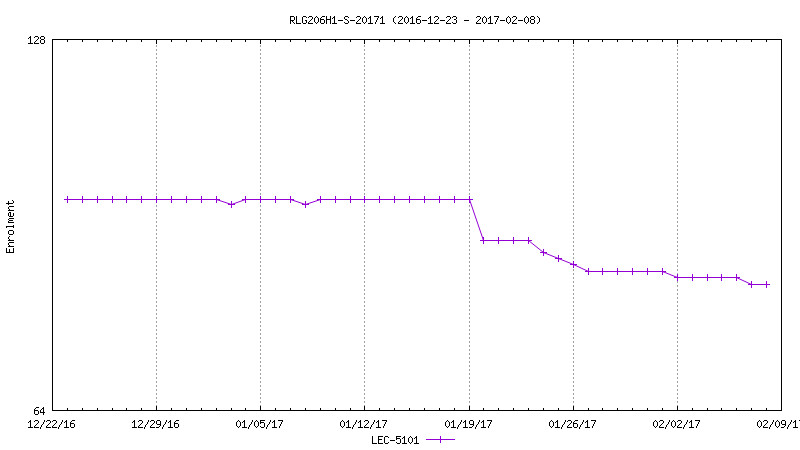 RLG206H1-S-20171 (2016-12-23 - 2017-02-08)
128
Enrolment
64
12/22/16 12/29/16 01/05/17 01/12/17 01/19/17 01/26/17 02/02/17 02/09/17
LEC-5101